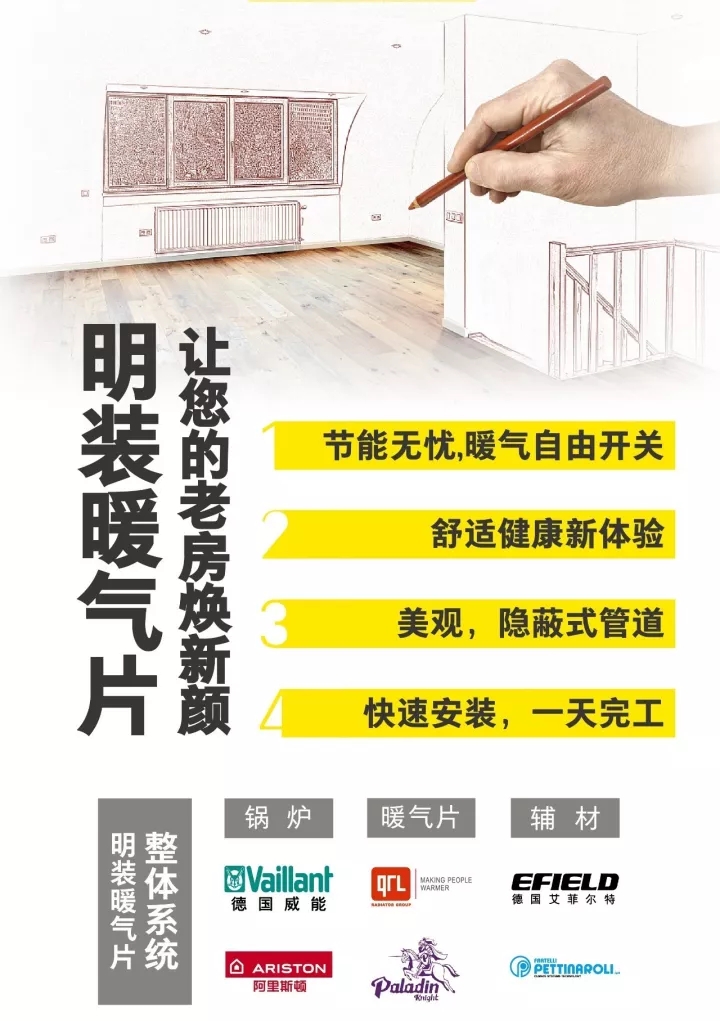 明装暖气片
让您的老房焕新颜
1 节能无忧,暖气自由开关
2 舒适健康新体验
3 美观，隐蔽式管道
4 快速安装，一天完工
整体系统
明装暖气片
锅 炉
暖气片
辅 材
Vaillant
德国威能
qrl
RADIATOR GROUP
MAKING PEOPLE
WARMER
EFIELD
德国艾菲尔特
ARISTON
阿里斯顿
Paladin
Knight
FRATELLI
PETTINAROLI